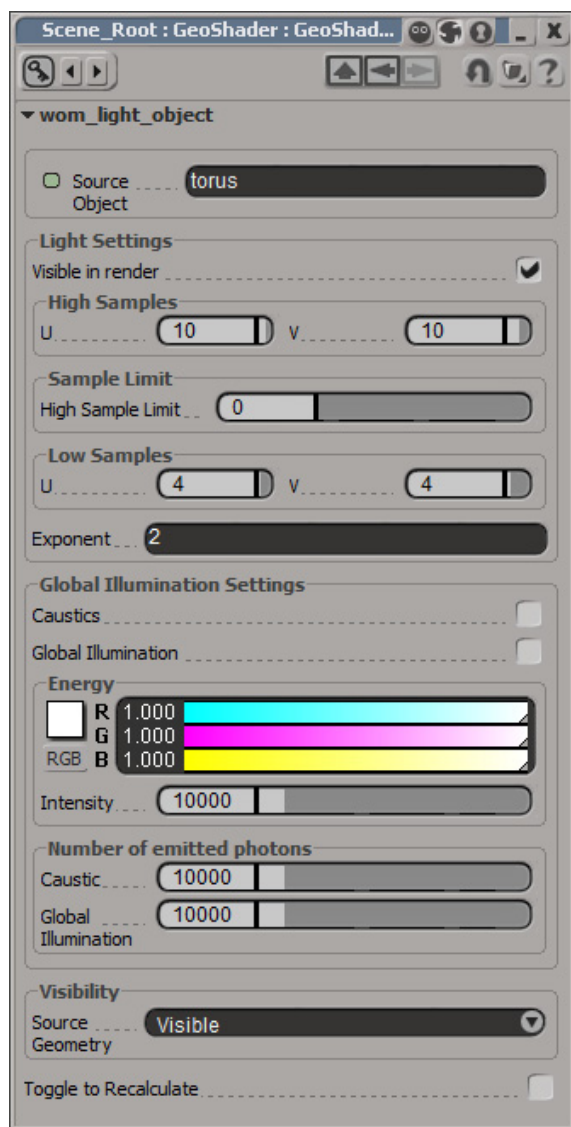 Scene_Root : GeoShader : GeoShad...
wom_light_object
Source Object torus
Light Settings
Visible in render
High Samples
U 10 V 10
Sample Limit
High Sample Limit 0
Low Samples
U 4 V 4
Exponent 2
Global Illumination Settings
Caustics
Global Illumination
Energy
R 1.000
G 1.000
RGB B 1.000
Intensity 10000
Number of emitted photons
Caustic 10000
Global Illumination 10000
Visibility
Source Geometry Visible
Toggle to Recalculate